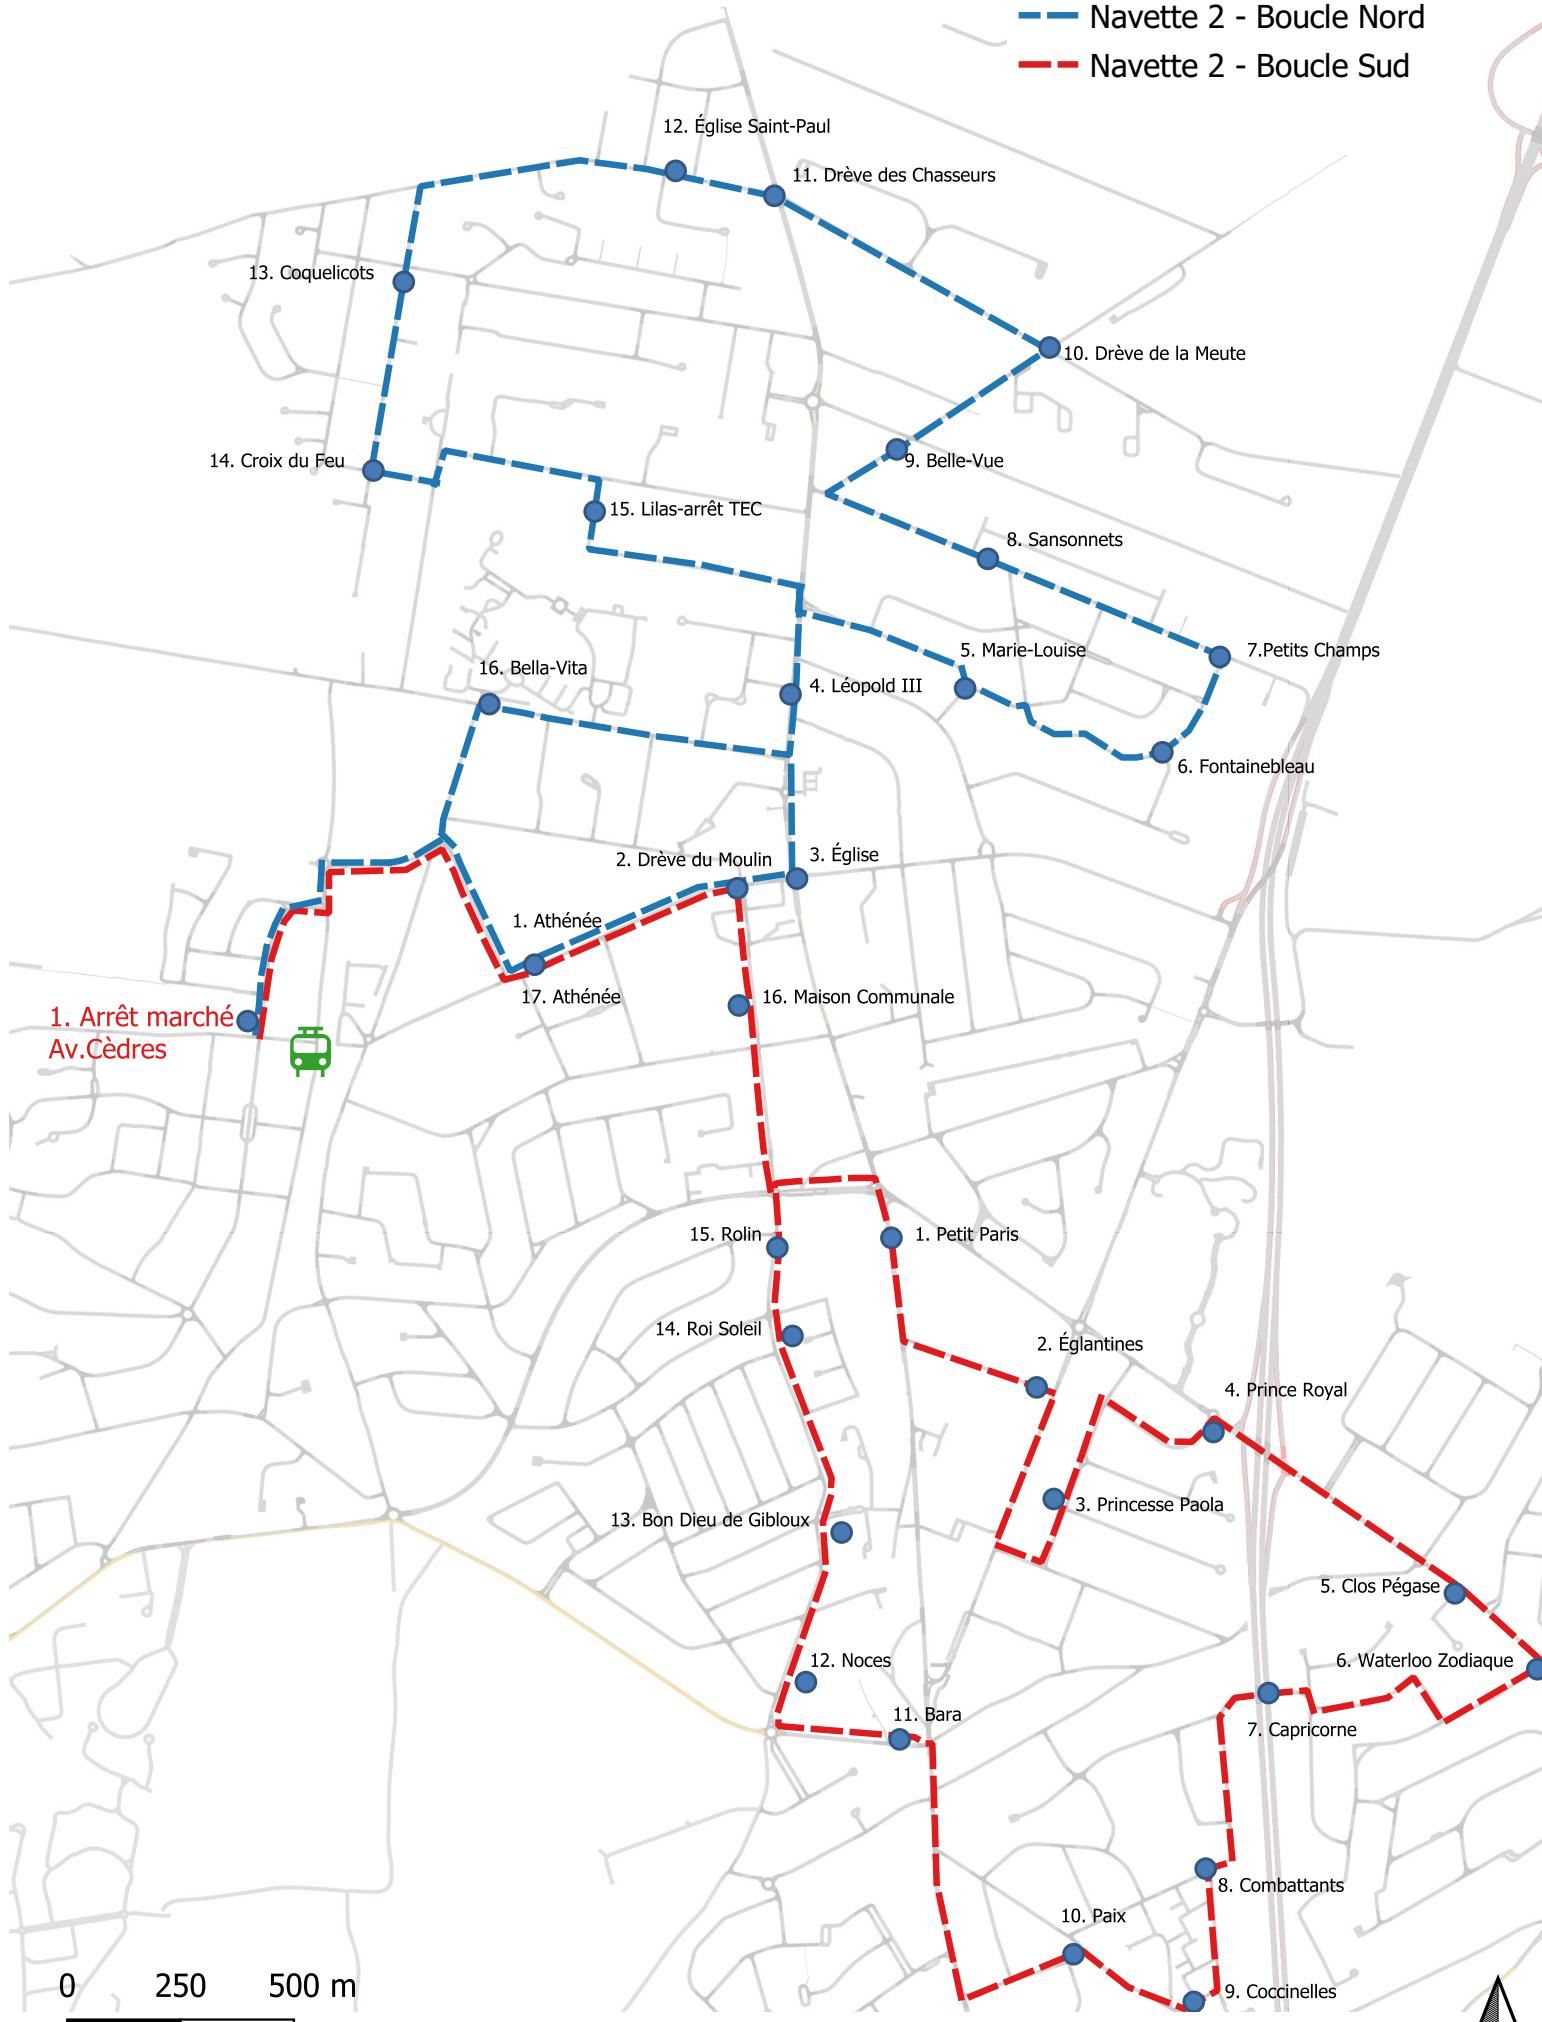 Navette 2 - Boucle Nord
Navette 2 - Boucle Sud
12. Église Saint-Paul
11. Drève des Chasseurs
13. Coquelicots
10. Drève de la Meute
14. Croix du Feu
9. Belle-Vue
15. Lilas-arrêt TEC
8. Sansonnets
5. Marie-Louise
7.Petits Champs
16. Bella-Vita
4. Léopold III
6. Fontainebleau
2. Drève du Moulin
3. Église
1. Athénée
17. Athénée
16. Maison Communale
1. Arrêt marché
Av.Cèdres
15. Rolin
1. Petit Paris
14. Roi Soleil
2. Églantines
4. Prince Royal
3. Princesse Paola
13. Bon Dieu de Gibloux
5. Clos Pégase
12. Noces
6. Waterloo Zodiaque
11. Bara
7. Capricorne
8. Combattants
10. Paix
9. Coccinelles
0 250 500 m